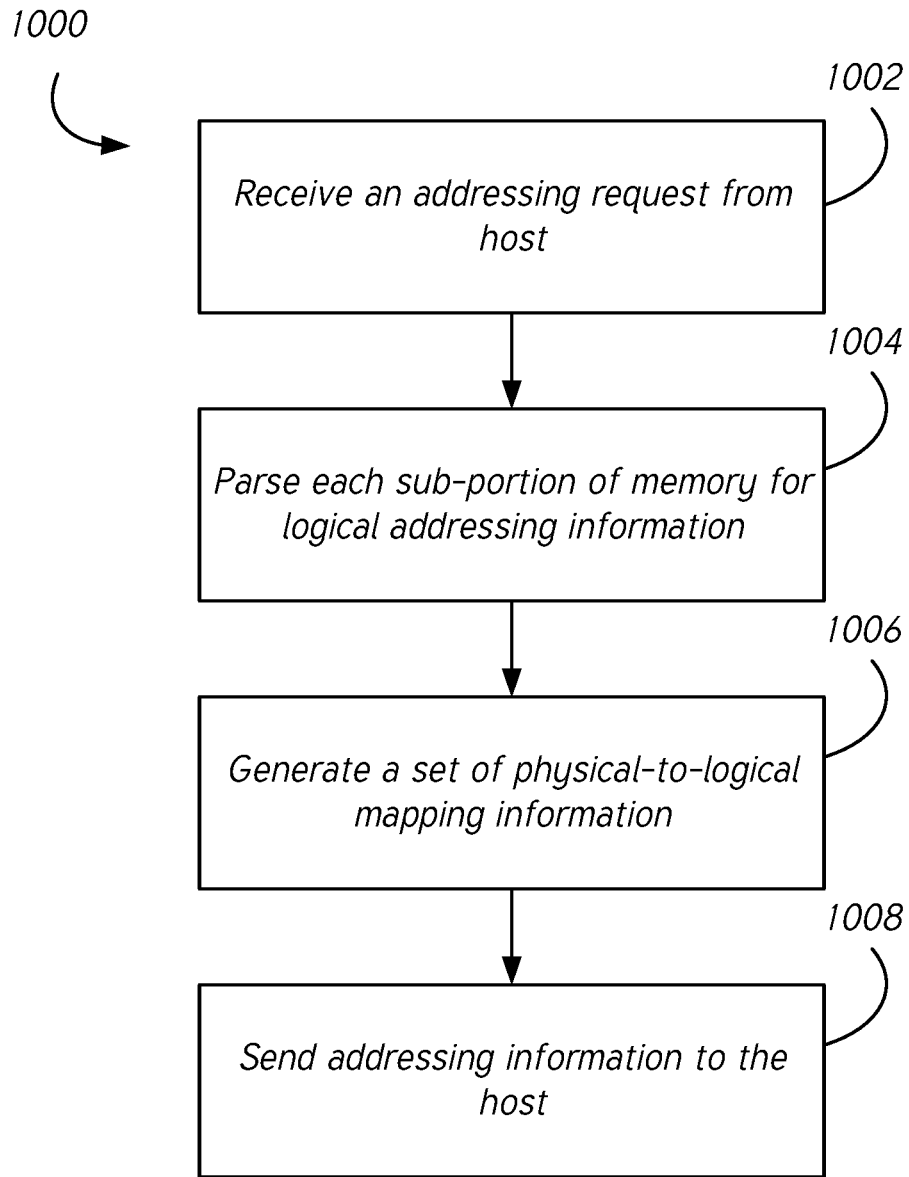 1000
1002
Receive an addressing request from
host
1004
Parse each sub-portion of memory for
logical addressing information
1006
Generate a set of physical-to-logical
mapping information
1008
Send addressing information to the
host